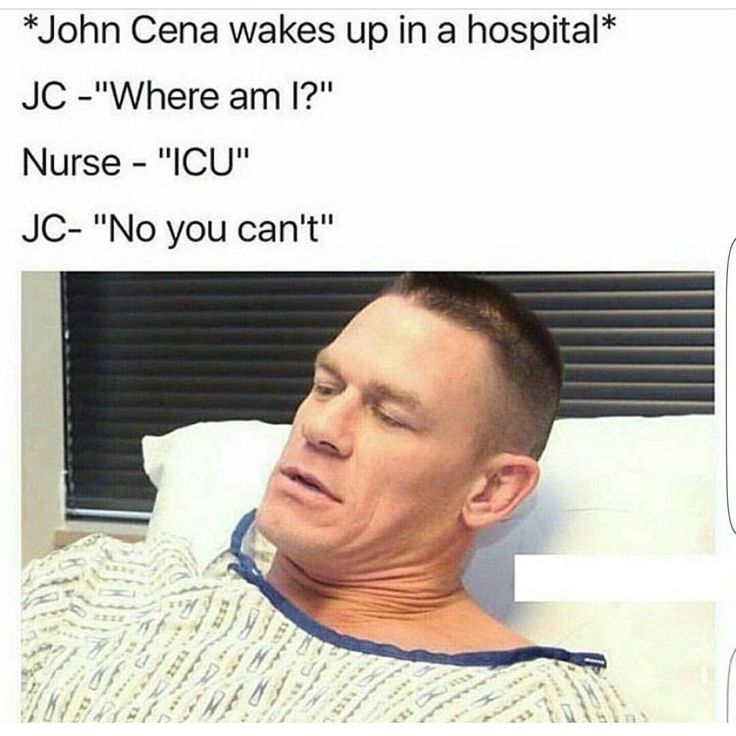 *John Cena wakes up in a hospital*
JC -"Where am I?"
Nurse - "ICU"
JC- "No you can't"